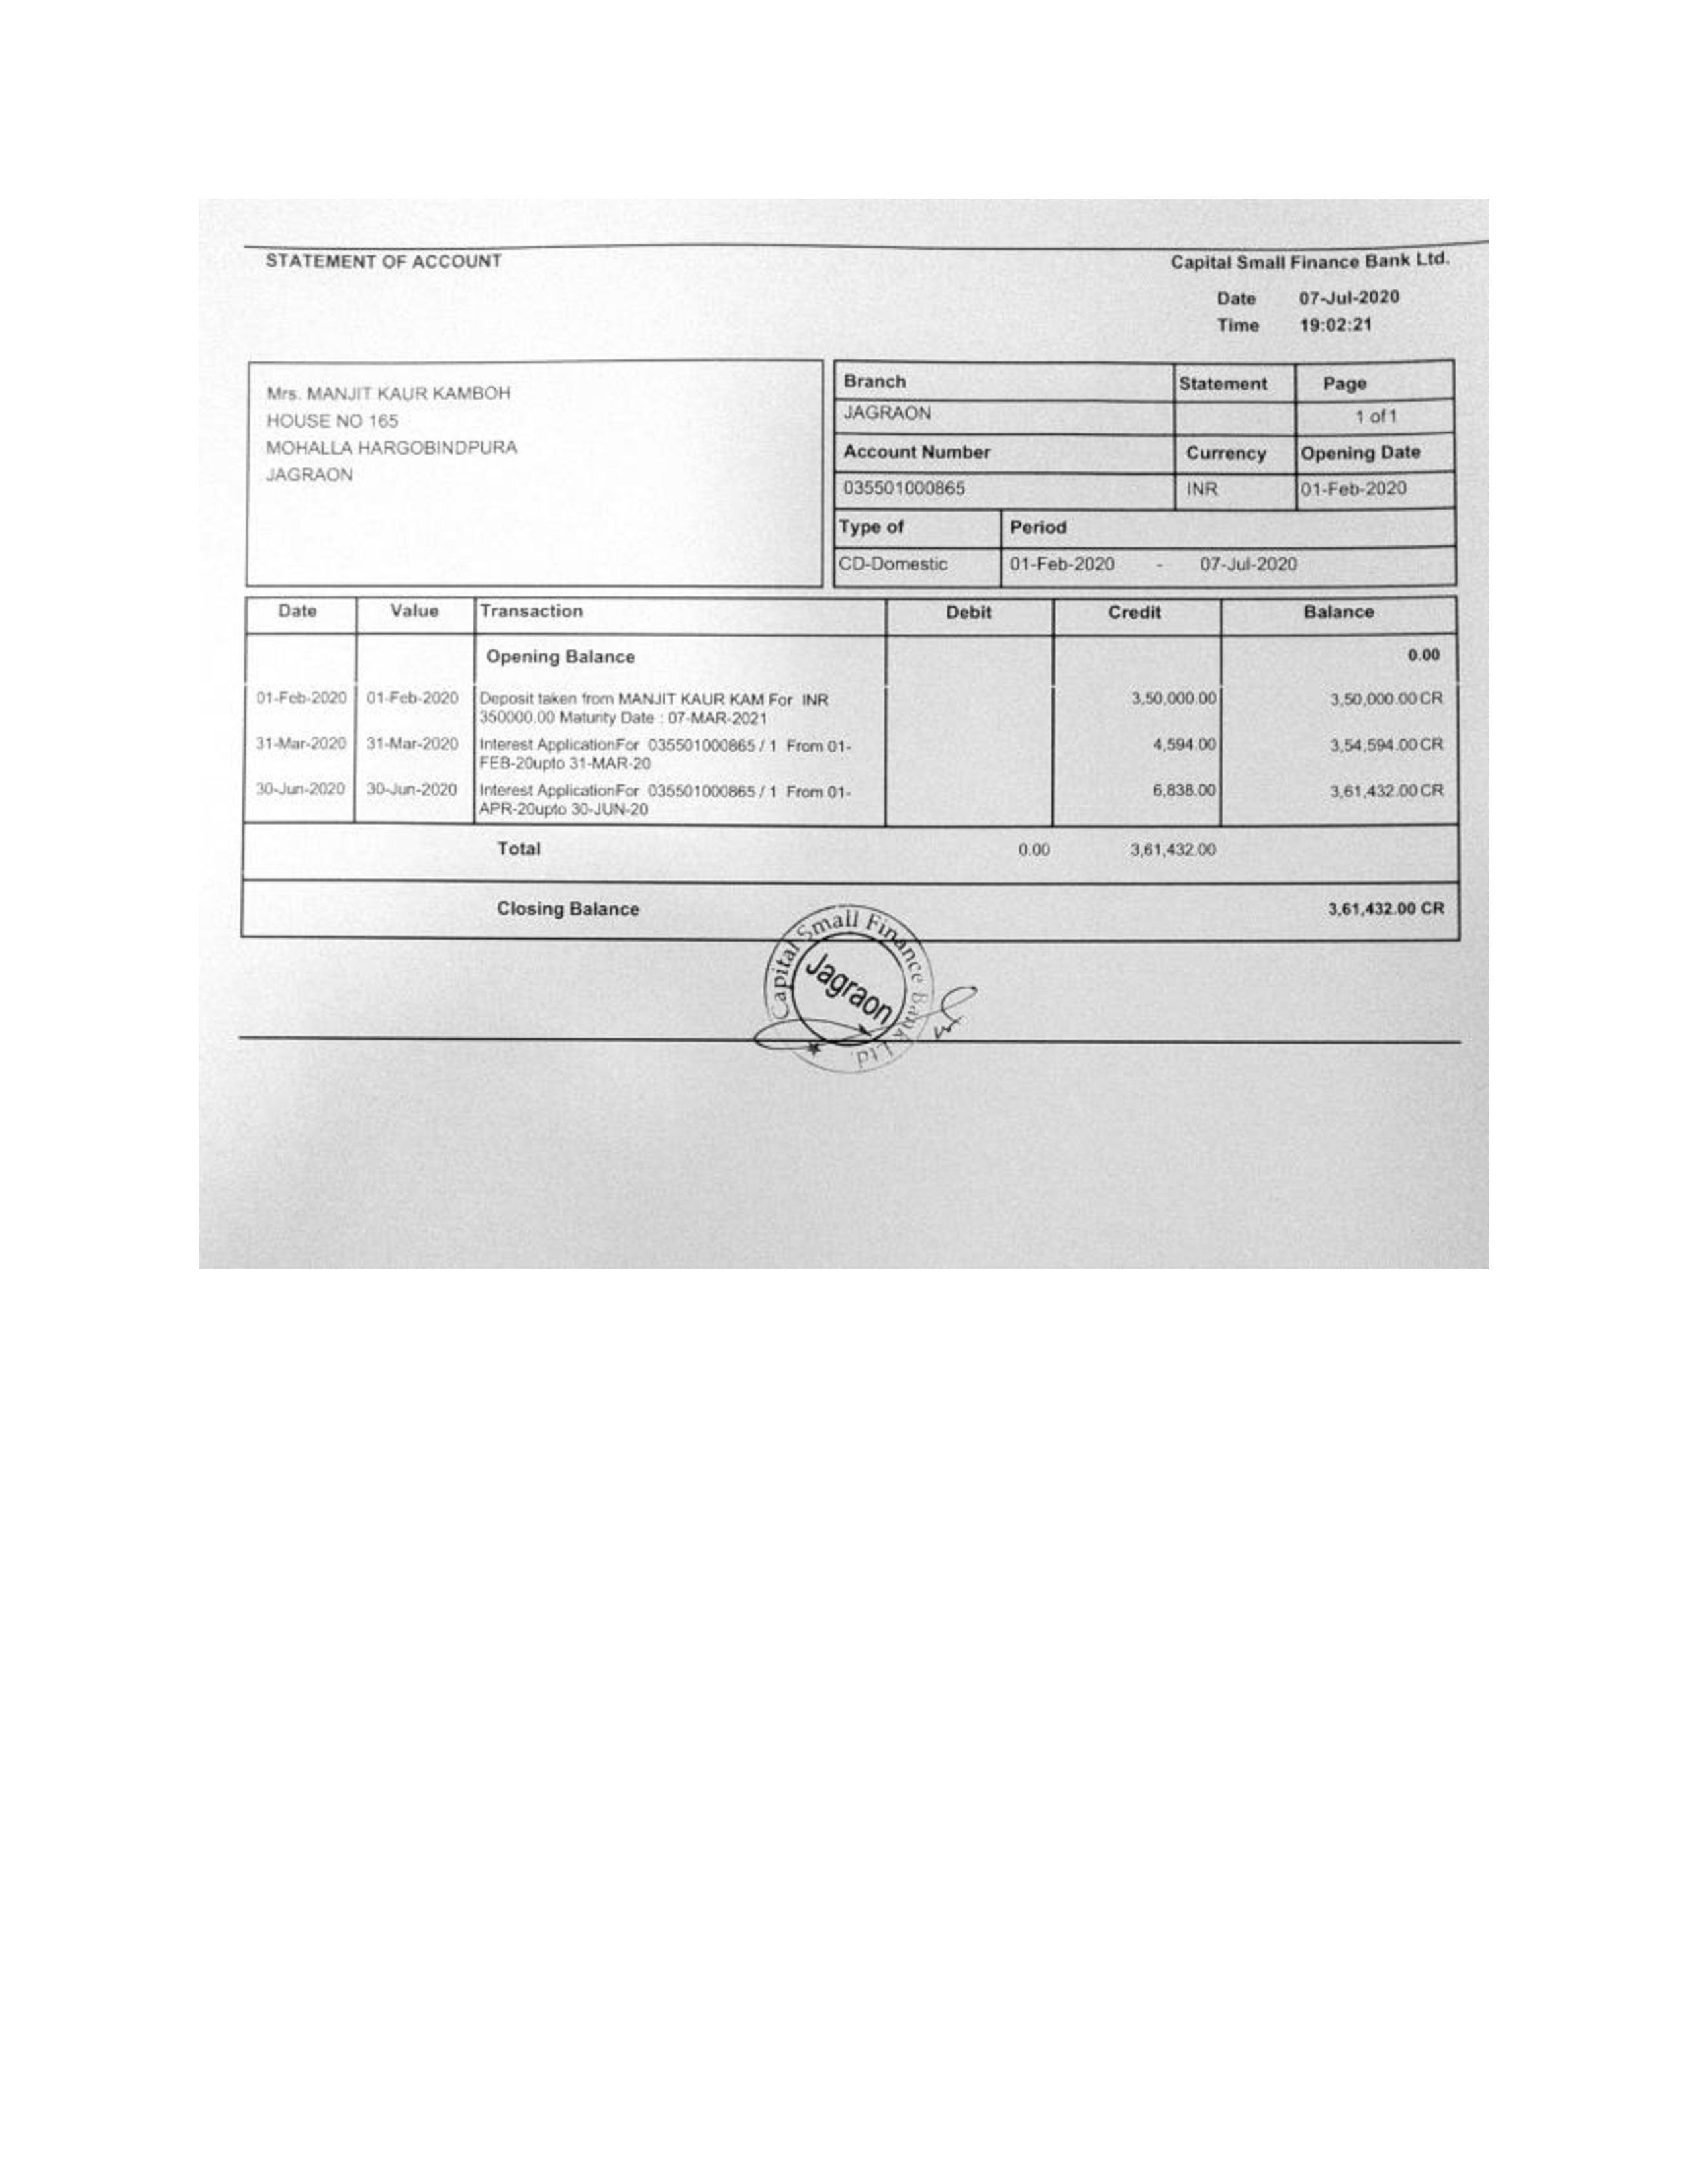 STATEMENT OF ACCOUNT
Capital Small Finance Bank Ltd.
Date 07-Jul-2020
Time 19:02:21
Mrs. MANJIT KAUR KAMBOH
HOUSE NO 165
MOHALLA HARGOBINDPURA
JAGRAON
Branch Statement Page
JAGRAON 1 of 1
Account Number Currency Opening Date
035501000865 INR 01-Feb-2020
Type of Period
CD-Domestic 01-Feb-2020 - 07-Jul-2020
Date Value Transaction Debit Credit Balance
Opening Balance 0.00
01-Feb-2020 01-Feb-2020 Deposit taken from MANJIT KAUR KAM For INR 3,50,000.00 3,50,000.00 CR
350000.00 Maturity Date : 07-MAR-2021
31-Mar-2020 31-Mar-2020 Interest ApplicationFor 035501000865 / 1 From 01- 4,594.00 3,54,594.00 CR
FEB-20upto 31-MAR-20
30-Jun-2020 30-Jun-2020 Interest ApplicationFor 035501000865 / 1 From 01- 6,838.00 3,61,432.00 CR
APR-20upto 30-JUN-20
Total 0.00 3,61,432.00
Closing Balance 3,61,432.00 CR
Capital Small Finance Bank Ltd.
Jagraon